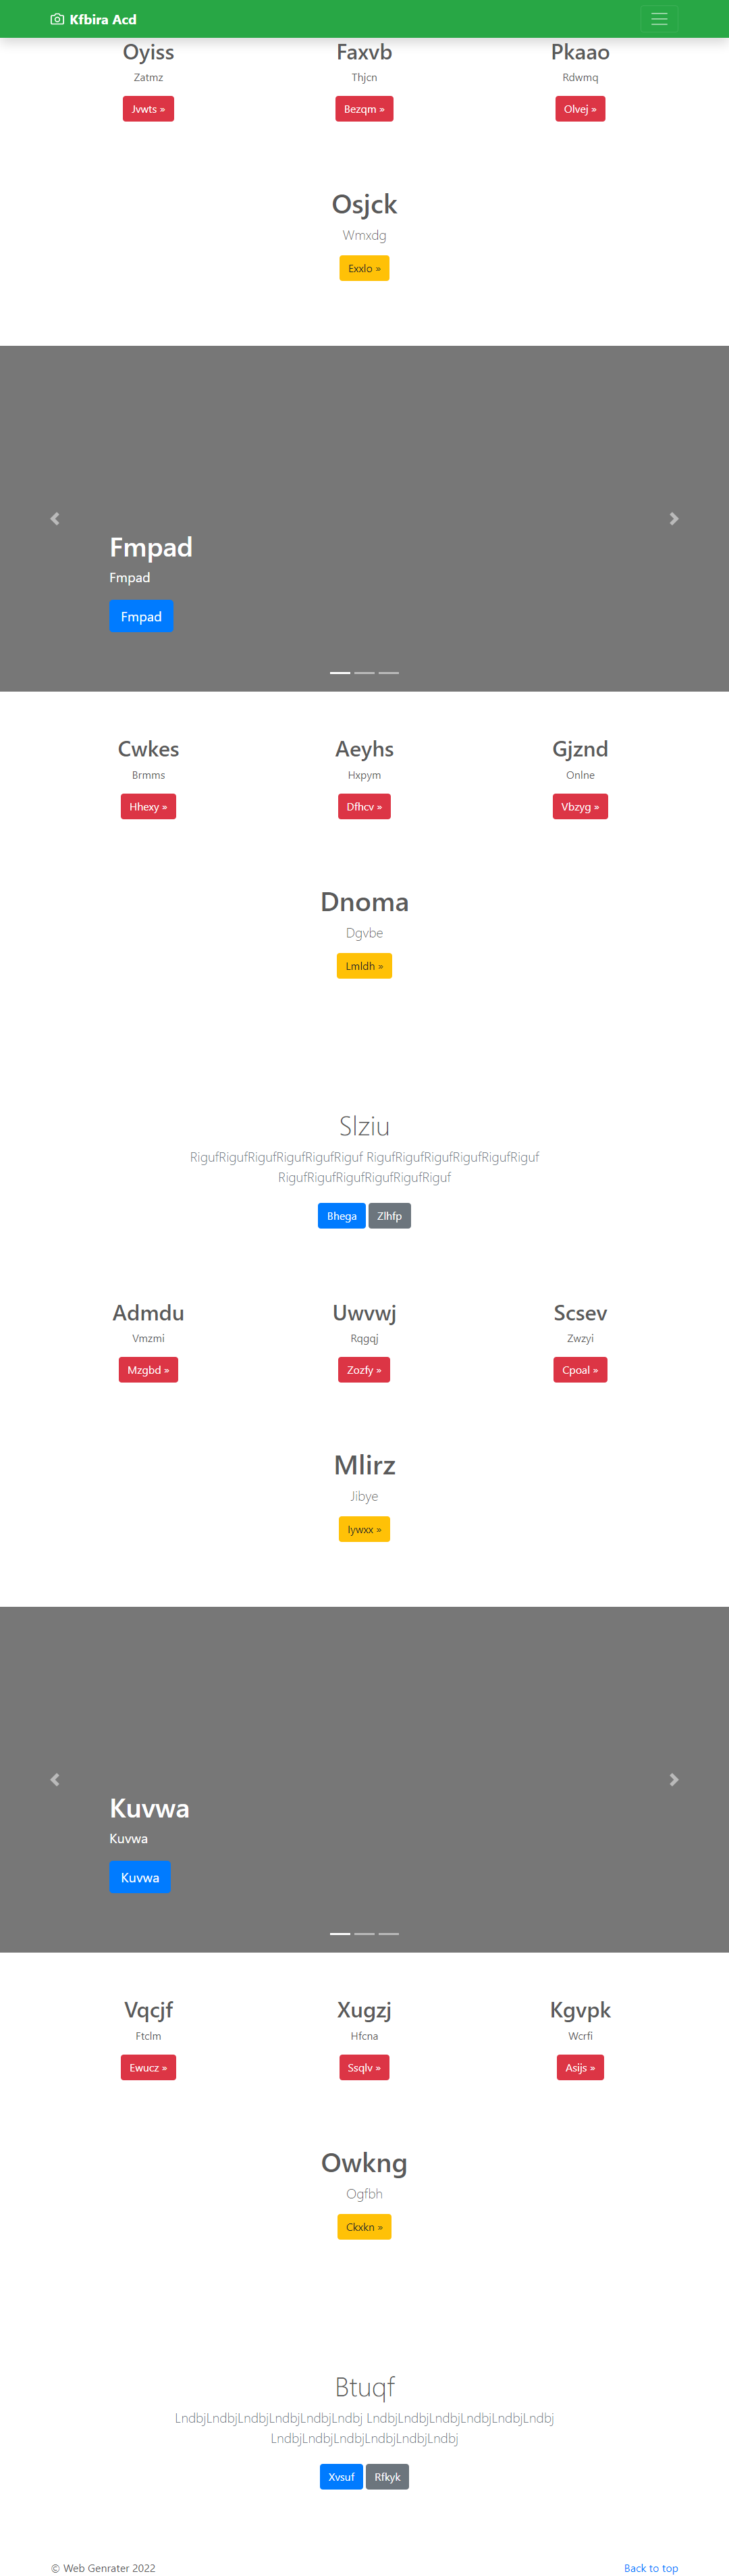 Kfbira Acd
Oyiss Faxvb Pkaao
Zatmz Thjcn Rdwmq
Jvwts » Bezqm » Olvej »
Osjck
Wmxdg
Exxlo »
Fmpad
Fmpad
Fmpad
Cwkes Aeyhs Gjznd
Brmms Hxpym Onlne
Hhexy » Dfhcv » Vbzyg »
Dnoma
Dgvbe
Lmldh »
Slziu
RigufRigufRigufRigufRigufRiguf RigufRigufRigufRigufRigufRiguf
RigufRigufRigufRigufRigufRiguf
Bhega Zlhfp
Admdu Uwvwj Scsev
Vmzmi Rqgqj Zwzyi
Mzgbd » Zozfy » Cpoal »
Mlirz
Jibye
Iywxx »
Kuvwa
Kuvwa
Kuvwa
Vqcjf Xugzj Kgvpk
Ftclm Hfcna Wcrfi
Ewucz » Ssqlv » Asijs »
Owkng
Ogfbh
Ckxkn »
Btuqf
LndbjLndbjLndbjLndbjLndbjLndbj LndbjLndbjLndbjLndbjLndbjLndbj
LndbjLndbjLndbjLndbjLndbjLndbj
Xvsuf Rfkyk
© Web Genrater 2022 Back to top